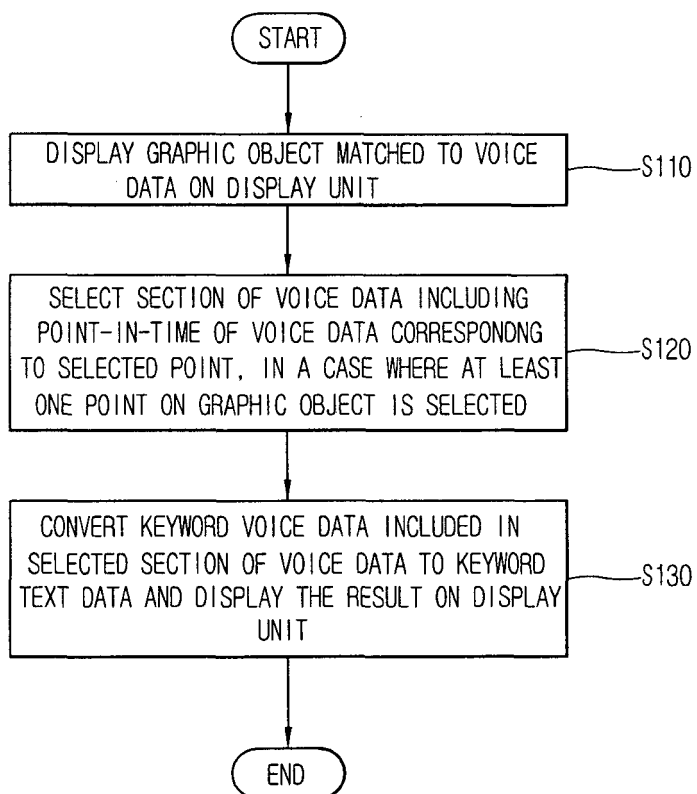 START
DISPLAY GRAPHIC OBJECT MATCHED TO VOICE
DATA ON DISPLAY UNIT
S110
SELECT SECTION OF VOICE DATA INCLUDING
POINT-IN-TIME OF VOICE DATA CORRESPONDNG
TO SELECTED POINT, IN A CASE WHERE AT LEAST
ONE POINT ON GRAPHIC OBJECT IS SELECTED
S120
CONVERT KEYWORD VOICE DATA INCLUDED IN
SELECTED SECTION OF VOICE DATA TO KEYWORD
TEXT DATA AND DISPLAY THE RESULT ON DISPLAY
UNIT
S130
END